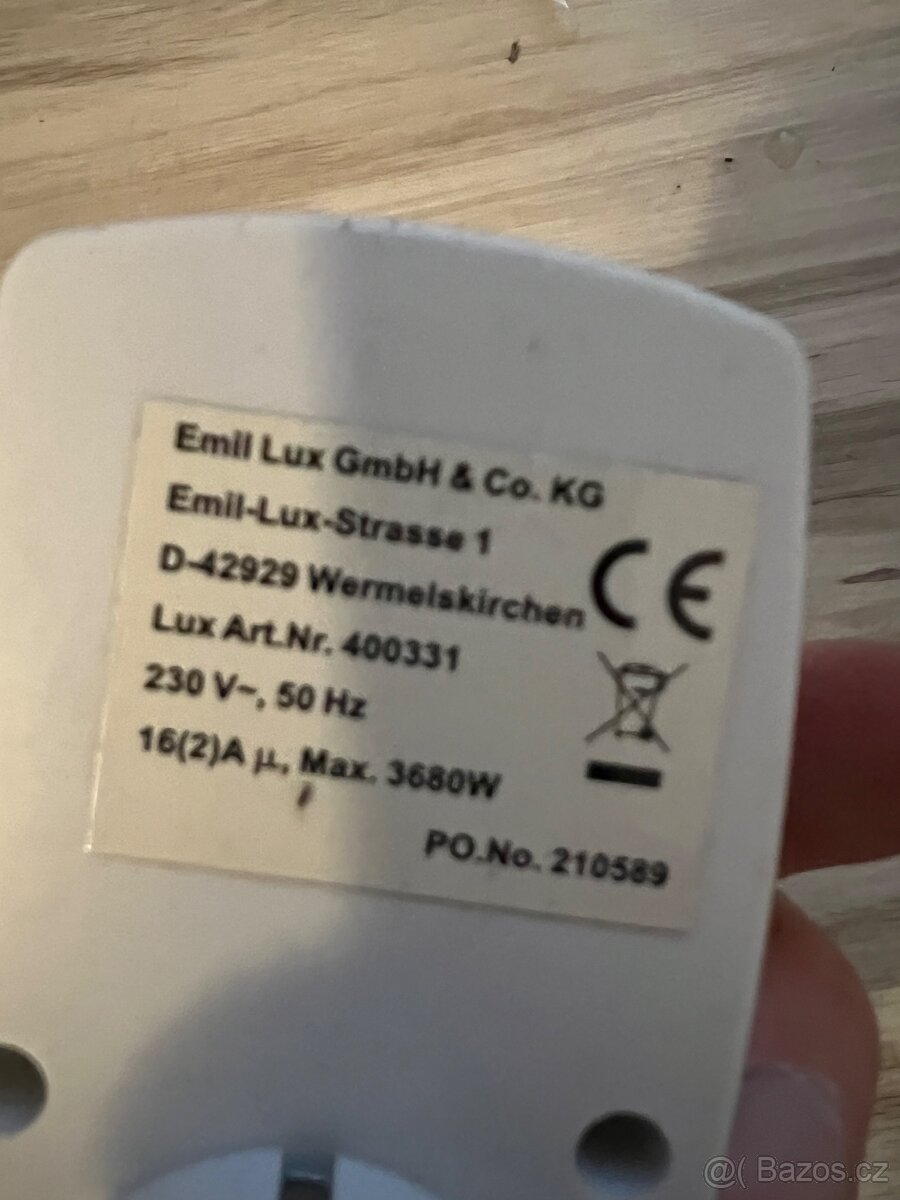 Emil Lux GmbH & Co. KG
Emil-Lux-Strasse 1
D-42929 Wermelskirchen
CE
Lux Art.Nr. 400331
230 V~, 50 Hz
16(2)A μ, Max. 3680W
PO.No. 210589
@( Bazos.cz